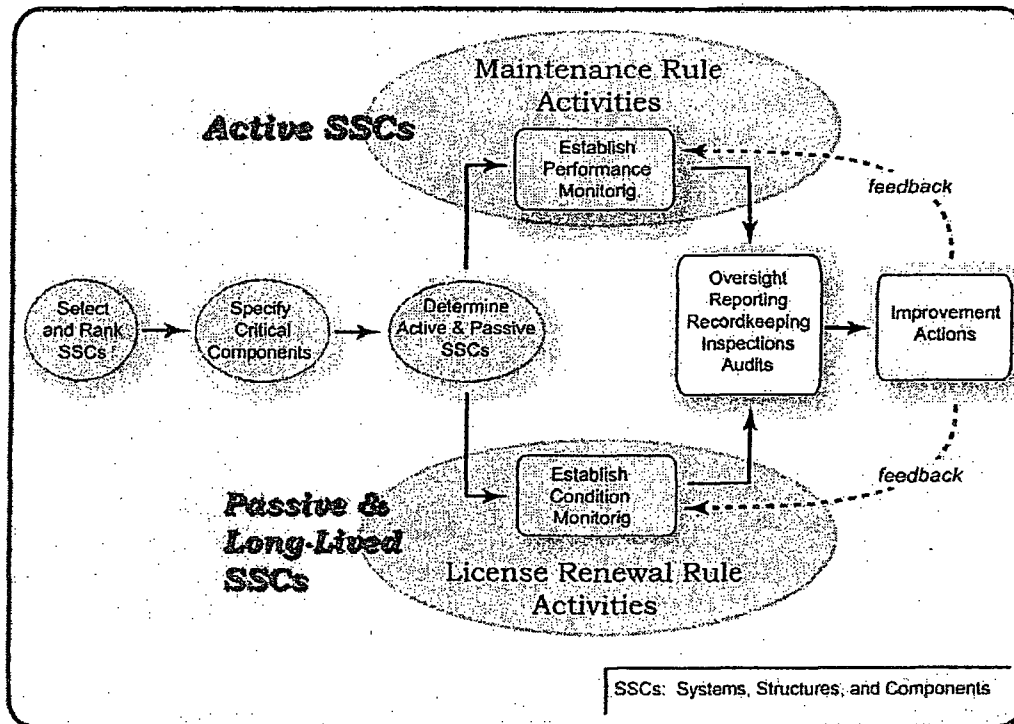 Maintenance Rule
Activities
Active SSCs
Establish
Performance
Monitorig
feedback
Select
and Rank
SSCs
Specify
Critical
Components
Determine
Active & Passive
SSCs
Oversight
Reporting
Recordkeeping
Inspections
Audits
Improvement
Actions
feedback
Establish
Condition
Monitorig
Passive &
Long-Lived
SSCs
License Renewal Rule
Activities
SSCs: Systems, Structures, and Components